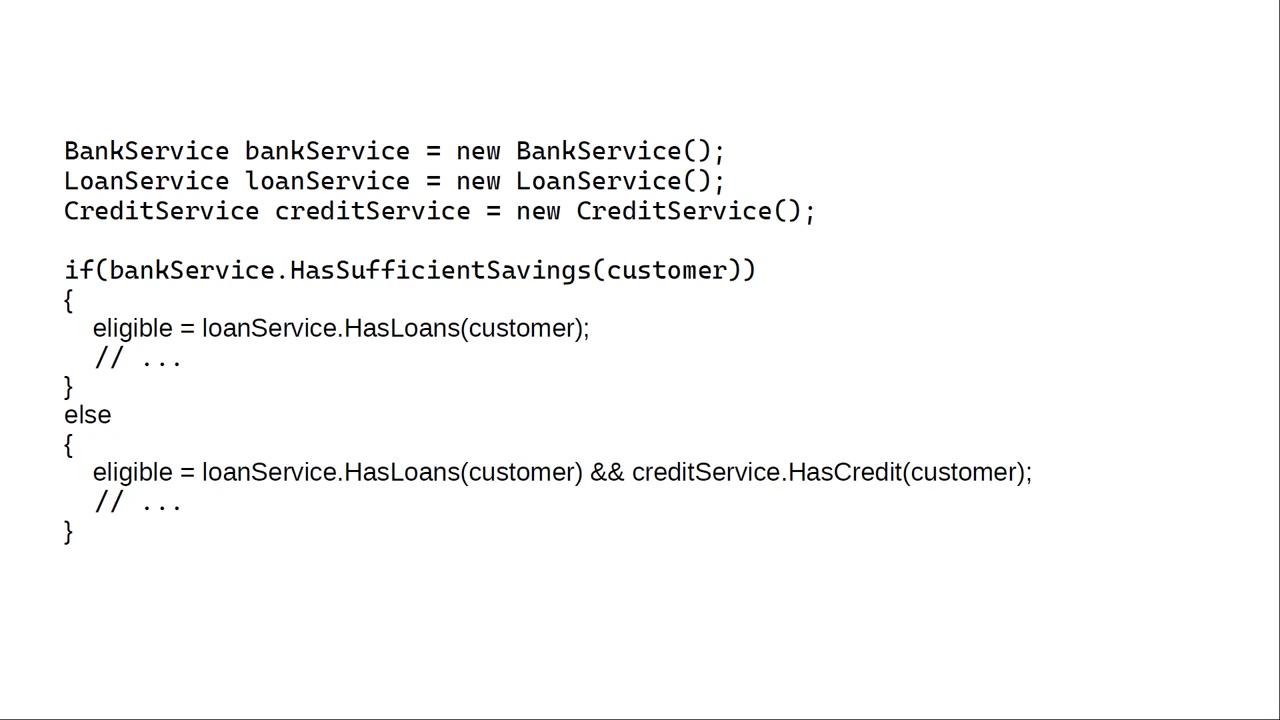 BankService bankService = new BankService();
LoanService loanService = new LoanService();
CreditService creditService = new CreditService();
if(bankService.HasSufficientSavings(customer))
{
eligible = loanService.HasLoans(customer);
// ...
}
else
{
eligible = loanService.HasLoans(customer) && creditService.HasCredit(customer);
// ...
}